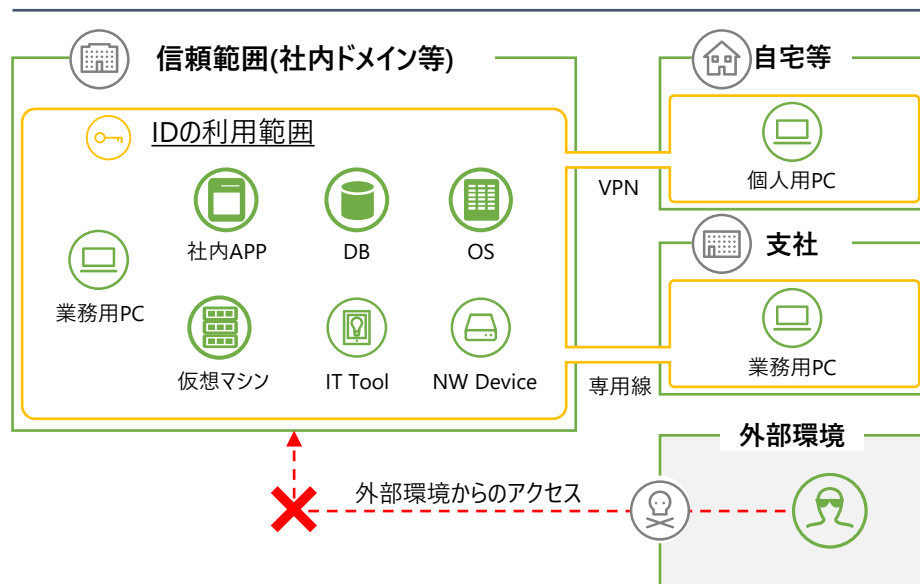 信頼範囲(社内ドメイン等)
自宅等
IDの利用範囲
個人用PC
VPN
社内APP
DB
OS
支社
業務用PC
業務用PC
仮想マシン
IT Tool
NW Device
専用線
外部環境
外部環境からのアクセス